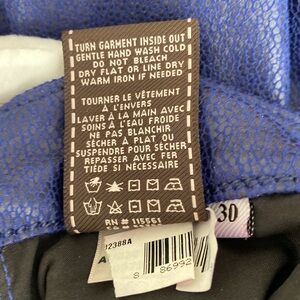 TURN GARMENT INSIDE OUT
GENTLE HAND WASH COLD
DO NOT BLEACH
DRY FLAT OR LINE DRY
WARM IRON IF NEEDED
TOURNER LE VÊTEMENT
À L'ENVERS
LAVER À LA MAIN AVEC
SOINS À L'EAU FROIDE
NE PAS BLANCHIR
SÉCHER À PLAT OU
SUSPENDRE POUR SÉCHER
REPASSER AVEC FER
TIÈDE SI NÉCESSAIRE
RN # 115561
30
12388A
8 86992